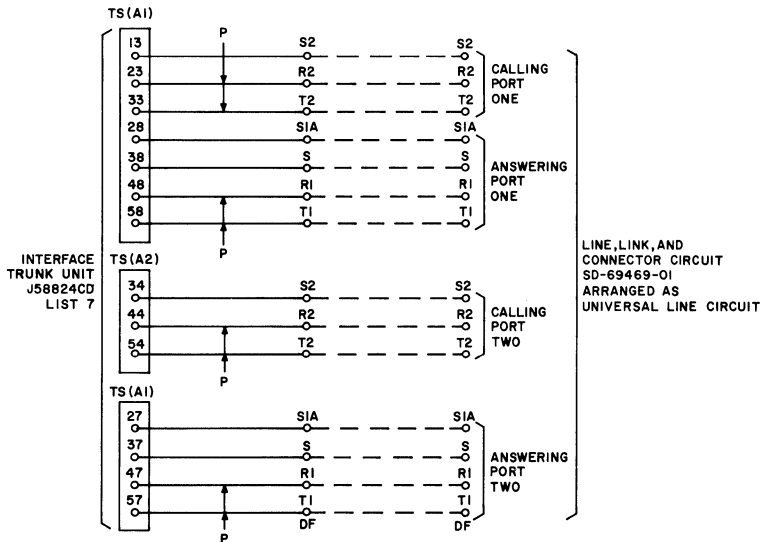 TS(A1)
P
13 S2 S2
23 R2 R2
33 T2 T2
CALLING
PORT
ONE
28 S1A S1A
38 S S
48 R1 R1
58 T1 T1
ANSWERING
PORT
ONE
P
INTERFACE
TRUNK UNIT
J58824CD
LIST 7
TS(A2)
34 S2 S2
44 R2 R2
54 T2 T2
CALLING
PORT
TWO
P
LINE, LINK, AND
CONNECTOR CIRCUIT
SD-69469-01
ARRANGED AS
UNIVERSAL LINE CIRCUIT
TS(A1)
27 S1A S1A
37 S S
47 R1 R1
57 T1 T1
DF DF
ANSWERING
PORT
TWO
P